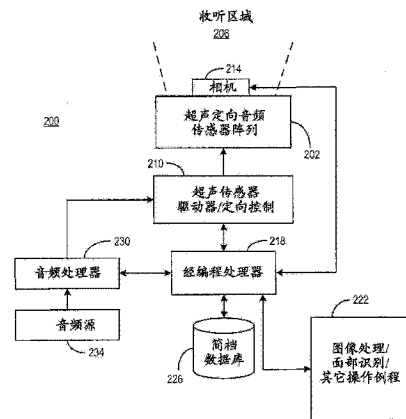 收听区域
206
214
相机
200
超声定向音频
传感器阵列
202
210
超声传感器
驱动器/定向控制
230
218
音频处理器
经编程处理器
222
音频源
234
简档
数据库
226
图像处理/
面部识别/
其它操作例程